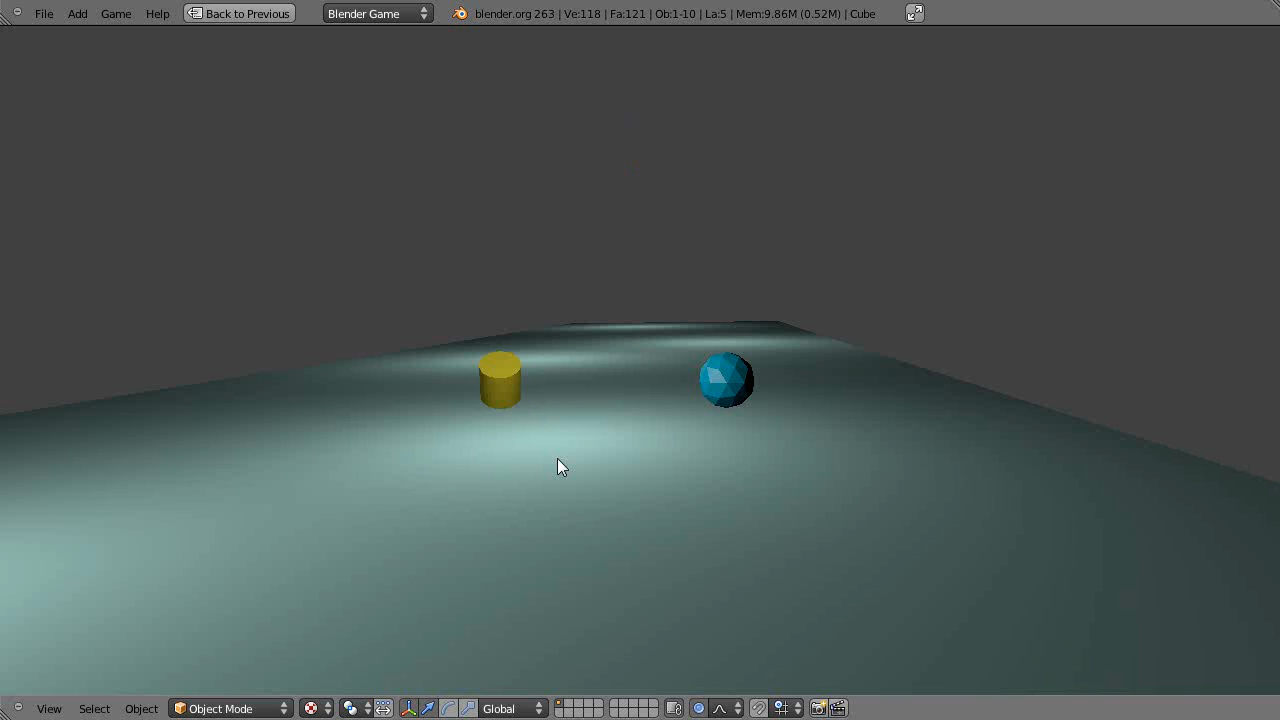 File Add Game Help Back to Previous Blender Game blender.org 263 | Ve:118 | Fa:121 | Ob:1-10 | La:5 | Mem:9.86M (0.52M) | Cube
View Select Object Object Mode Global